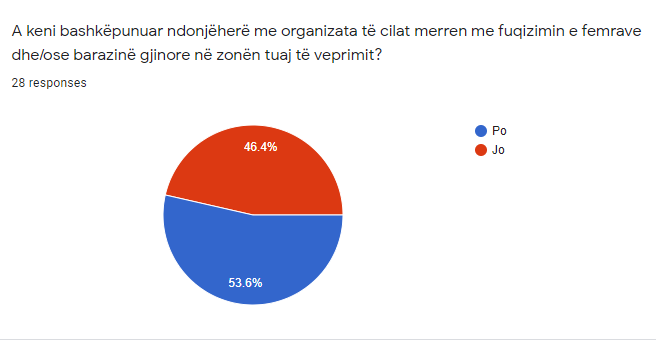 A keni bashkëpunuar ndonjëherë me organizata të cilat merren me fuqizimin e femrave
dhe/ose barazinë gjinore në zonën tuaj të veprimit?
28 responses
Po
Jo
46.4%
53.6%